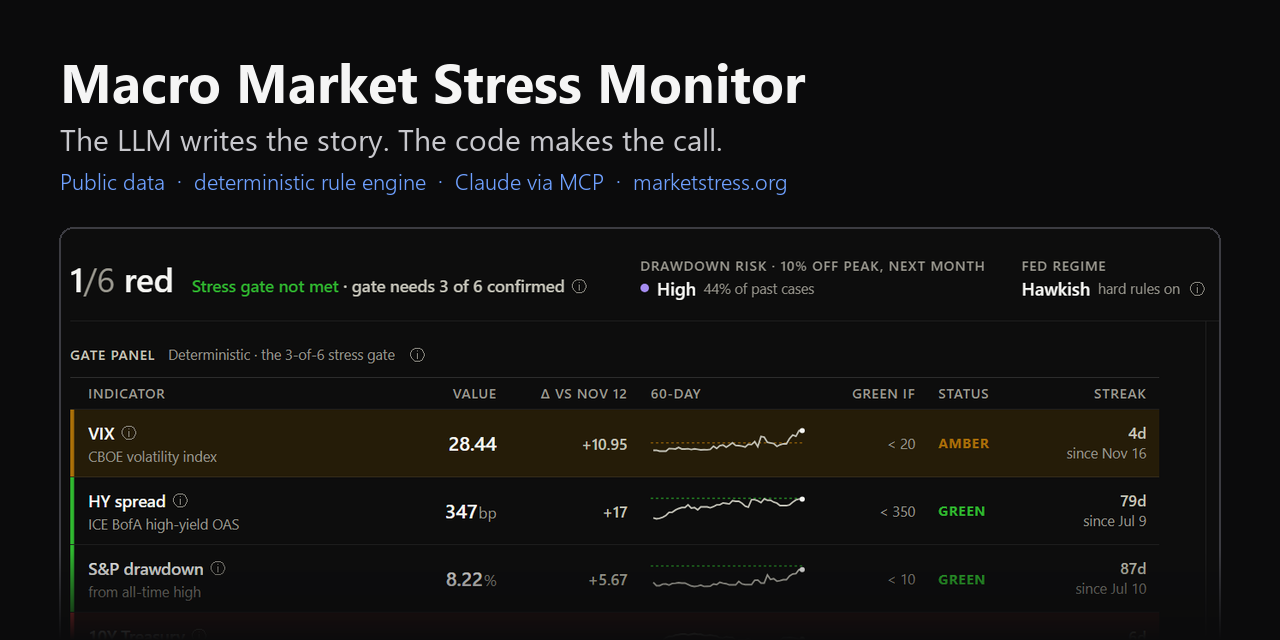 Macro Market Stress Monitor
The LLM writes the story. The code makes the call.
Public data · deterministic rule engine · Claude via MCP · marketstress.org
1/6 red Stress gate not met · gate needs 3 of 6 confirmed ⓘ
DRAWDOWN RISK · 10% OFF PEAK, NEXT MONTH
High 44% of past cases
FED REGIME
Hawkish hard rules on ⓘ
GATE PANEL Deterministic · the 3-of-6 stress gate ⓘ
INDICATOR VALUE Δ VS NOV 12 60-DAY GREEN IF STATUS STREAK
VIX ⓘ
CBOE volatility index
28.44 +10.95 < 20 AMBER
4d
since Nov 16
HY spread ⓘ
ICE BofA high-yield OAS
347bp +17 < 350 GREEN
79d
since Jul 9
S&P drawdown ⓘ
from all-time high
8.22% +5.67 < 10 GREEN
87d
since Jul 10
10Y Treasury